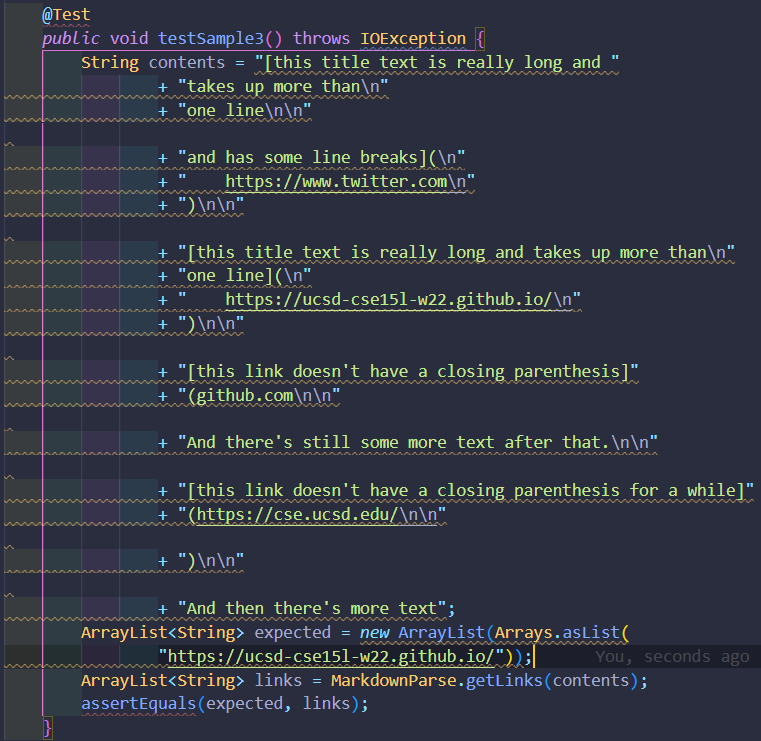 @Test
public void testSample3() throws IOException {
String contents = "[this title text is really long and "
+ "takes up more than\n"
+ "one line\n\n"
+ "and has some line breaks](\n"
+ "    https://www.twitter.com\n"
+ ")\n\n"
+ "[this title text is really long and takes up more than\n"
+ "one line](\n"
+ "    https://ucsd-cse15l-w22.github.io/\n"
+ ")\n\n"
+ "[this link doesn't have a closing parenthesis]"
+ "(github.com\n\n"
+ "And there's still some more text after that.\n\n"
+ "[this link doesn't have a closing parenthesis for a while]"
+ "(https://cse.ucsd.edu/\n\n"
+ ")\n\n"
+ "And then there's more text";
ArrayList<String> expected = new ArrayList(Arrays.asList(
"https://ucsd-cse15l-w22.github.io/")); You, seconds ago
ArrayList<String> links = MarkdownParse.getLinks(contents);
assertEquals(expected, links);
}